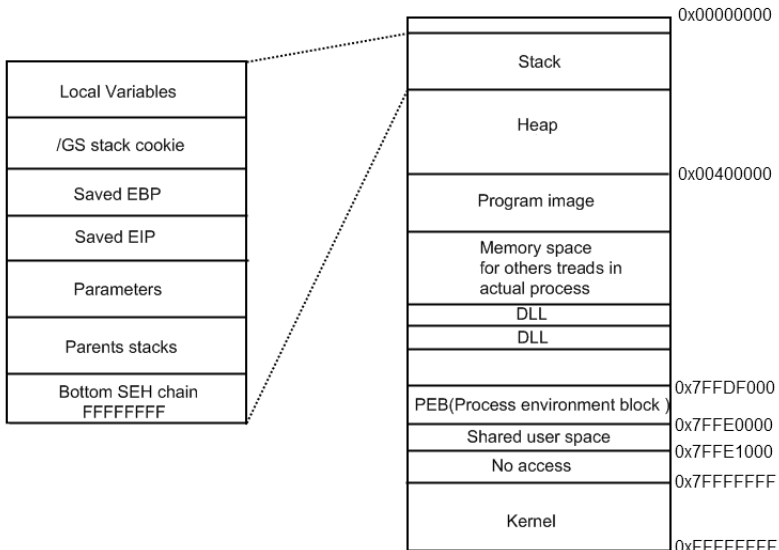 Local Variables
/GS stack cookie
Saved EBP
Saved EIP
Parameters
Parents stacks
Bottom SEH chain
FFFFFFFF
0x00000000
Stack
Heap
0x00400000
Program image
Memory space
for others treads in
actual process
DLL
DLL
0x7FFDF000
PEB(Process environment block )
0x7FFE0000
Shared user space
0x7FFE1000
No access
0x7FFFFFFF
Kernel
0xFFFFFFFF